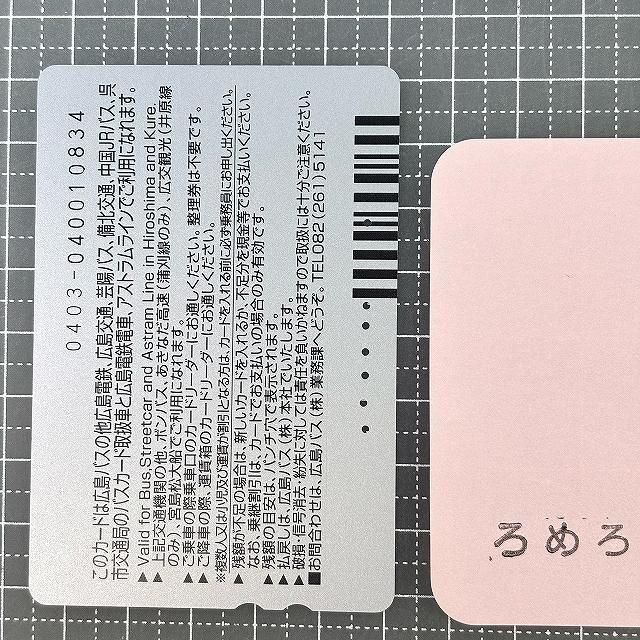 0403-040010834
このカードは広島バスの他広島電鉄、広島交通、芸陽バス、備北交通、中国JRバス、呉
市交通局のバスカード取扱車と広島電鉄電車、アストラムラインでご利用になれます。
▶Valid for Bus,Streetcar and Astram Line in Hiroshima and Kure.
▶上記交通機関の他、ボンバス、あきなだ高速(蒲刈線のみ)、広交観光(井原線
のみ)、宮島松大船でご利用になれます。
▶ご乗車の際乗車口のカードリーダーにお通しください。整理券は不要です。
▶ご降車の際、運賃箱のカードリーダーにお通しください。
※複数人又は小児及び運賃が割引となる方は、カードを入れる前に必ず乗務員にお申し出ください。
▶残額が不足の場合は、新しいカードを入れるか、不足分を現金等でお支払いください。
なお、乗継割引は、カードでお支払いの場合のみ有効です。
▶残額の目安は、パンチ穴で表示されます。
▶払戻しは、広島バス(株)本社でいたします。
▶破損・信号消去・紛失に対しては責任を負いかねますので取扱には十分ご注意ください。
■お問合わせは、広島バス(株)業務課へどうぞ。TEL082(261)5141
ろめろ